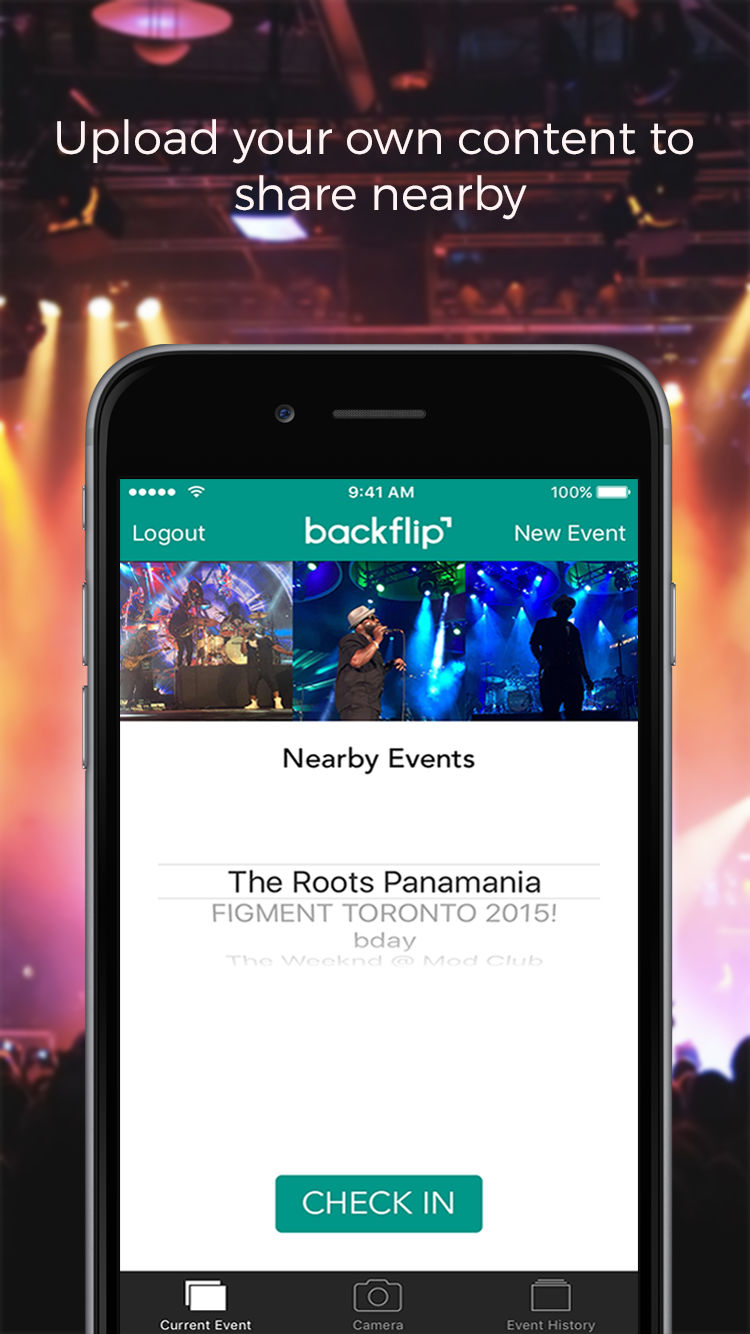 Upload your own content to
share nearby
9:41 AM
100%
Logout
backflip
New Event
Nearby Events
The Roots Panamania
FIGMENT TORONTO 2015!
bday
The Weeknd @ Mod Club
CHECK IN
Current Event
Camera
Event History